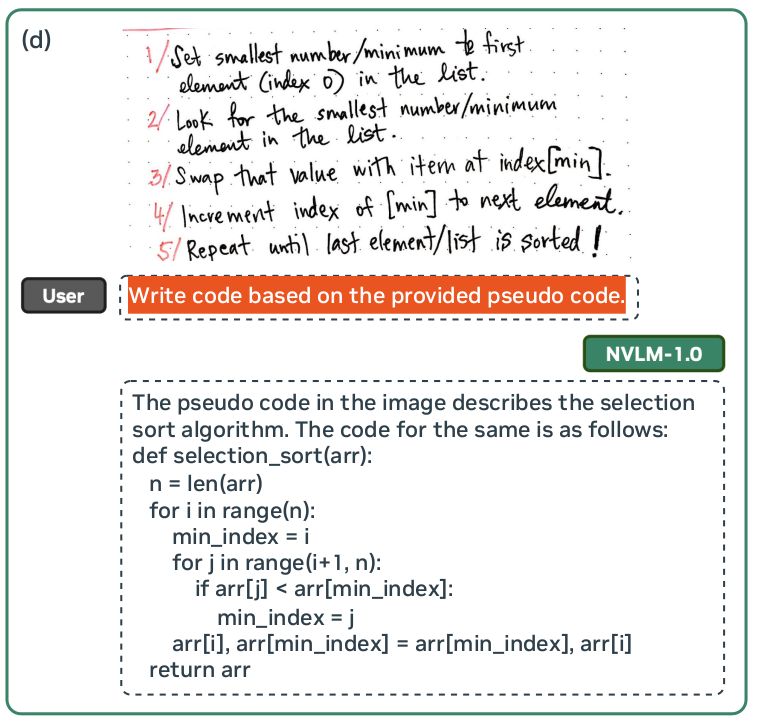 (d)
1/ Set smallest number/minimum to first
element (index 0) in the list.
2/ Look for the smallest number/minimum
element in the list.
3/ Swap that value with item at index[min].
4/ Increment index of [min] to next element.
5/ Repeat until last element/list is sorted!
User
Write code based on the provided pseudo code.
NVLM-1.0
The pseudo code in the image describes the selection
sort algorithm. The code for the same is as follows:
def selection_sort(arr):
n = len(arr)
for i in range(n):
min_index = i
for j in range(i+1, n):
if arr[j] < arr[min_index]:
min_index = j
arr[i], arr[min_index] = arr[min_index], arr[i]
return arr